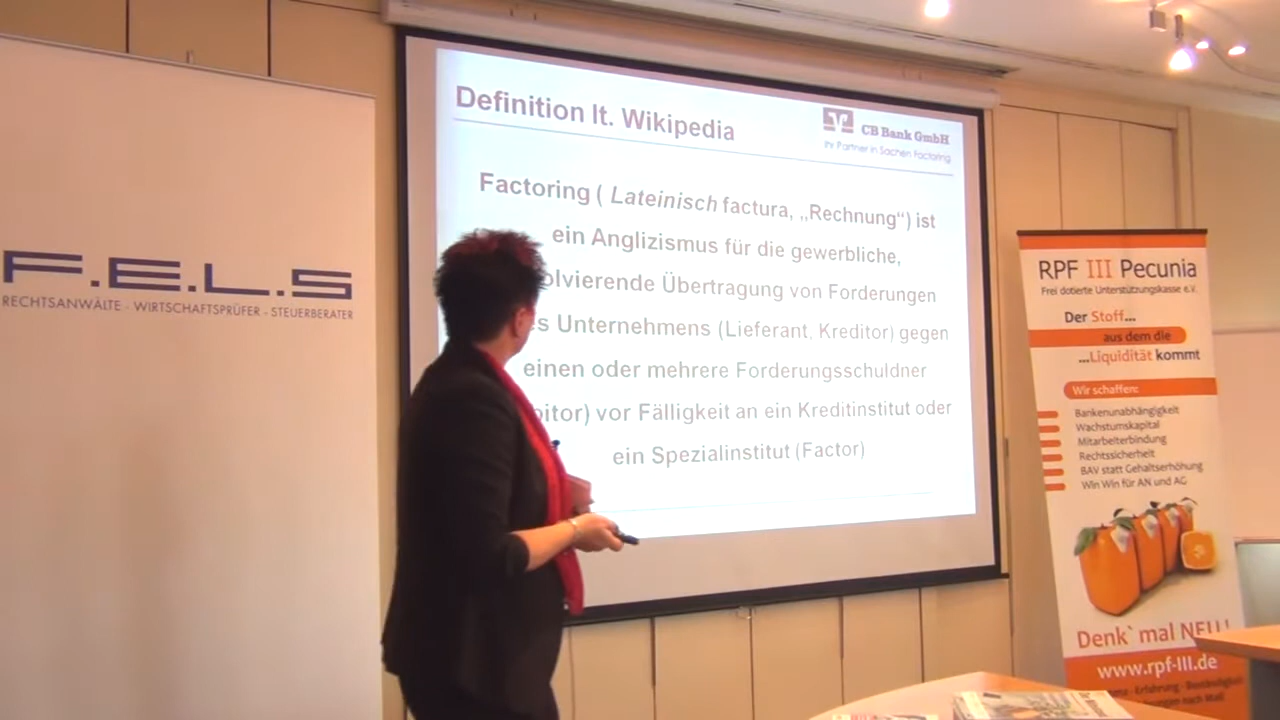 F.E.L.S
RECHTSANWÄLTE - WIRTSCHAFTSPRÜFER - STEUERBERATER
Definition lt. Wikipedia
CB Bank GmbH
Ihr Partner in Sachen Factoring
Factoring ( Lateinisch factura, „Rechnung“) ist
ein Anglizismus für die gewerbliche,
Übertragung von Forderungen
Unternehmens (Lieferant, Kreditor) gegen
einen oder mehrere Forderungsschuldner
vor Fälligkeit an ein Kreditinstitut oder
ein Spezialinstitut (Factor)
RPF III Pecunia
Frei dotierte Unterstützungskasse e.V.
Der Stoff...
aus dem die
...Liquidität kommt
Wir schaffen:
Bankenunabhängigkeit
Wachstumskapital
Mitarbeiterbindung
Rechtssicherheit
BAV statt Gehaltserhöhung
Win Win für AN und AG
Denk` mal NEU!
www.rpf-III.de